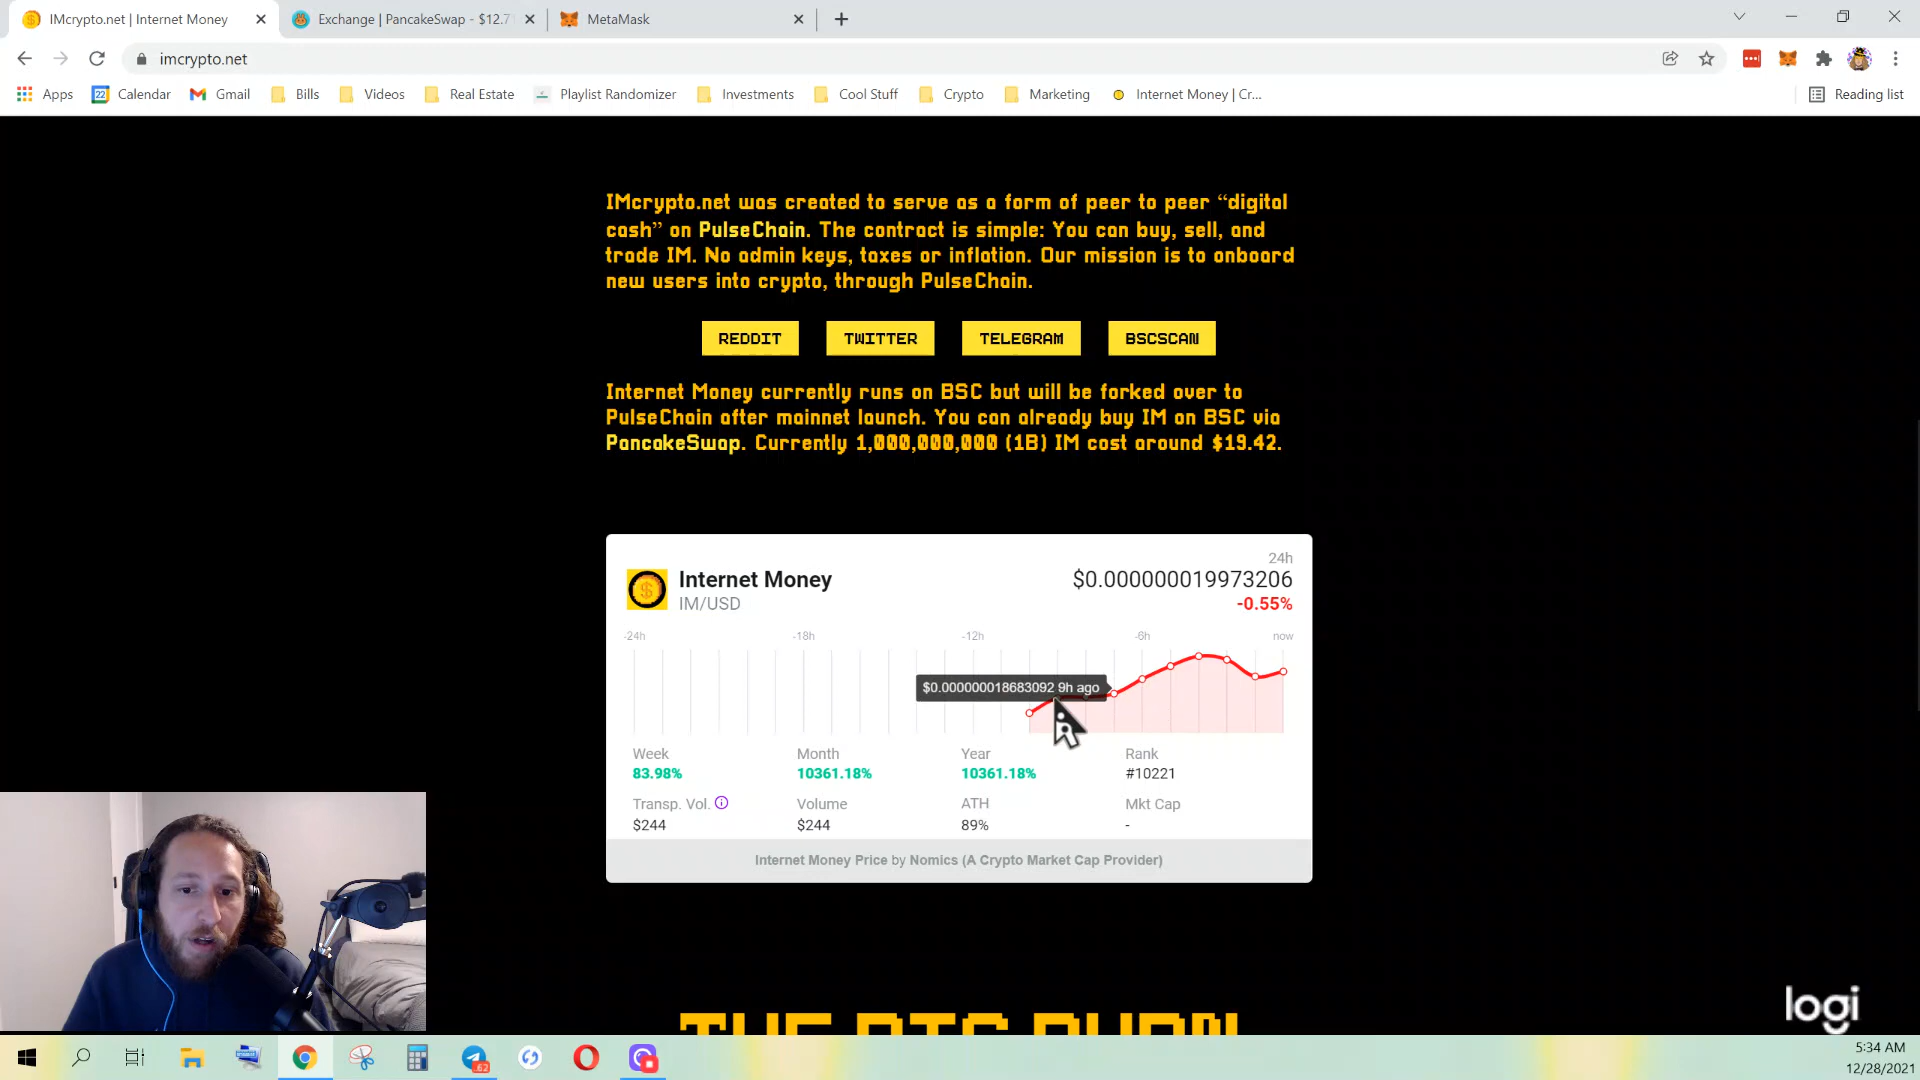 IMcrypto.net | Internet Money
Exchange | PancakeSwap - $12.7
MetaMask
imcrypto.net
Apps
Calendar
Gmail
Bills
Videos
Real Estate
Playlist Randomizer
Investments
Cool Stuff
Crypto
Marketing
Internet Money | Cr...
Reading list
IMcrypto.net was created to serve as a form of peer to peer “digital
cash” on PulseChain. The contract is simple: You can buy, sell, and
trade IM. No admin keys, taxes or inflation. Our mission is to onboard
new users into crypto, through PulseChain.
REDDIT
TWITTER
TELEGRAM
BSCSCAN
Internet Money currently runs on BSC but will be forked over to
PulseChain after mainnet launch. You can already buy IM on BSC via
PancakeSwap. Currently 1,000,000,000 (1B) IM cost around $19.42.
24h
Internet Money
$0.000000019973206
IM/USD
-0.55%
-24h
-18h
-12h
-6h
now
$0.000000018683092 9h ago
Week
Month
Year
Rank
83.98%
10361.18%
10361.18%
#10221
Transp. Vol.
Volume
ATH
Mkt Cap
$244
$244
89%
-
Internet Money Price by Nomics (A Crypto Market Cap Provider)
THE BTC BURN
logi
5:34 AM
12/28/2021
22
62